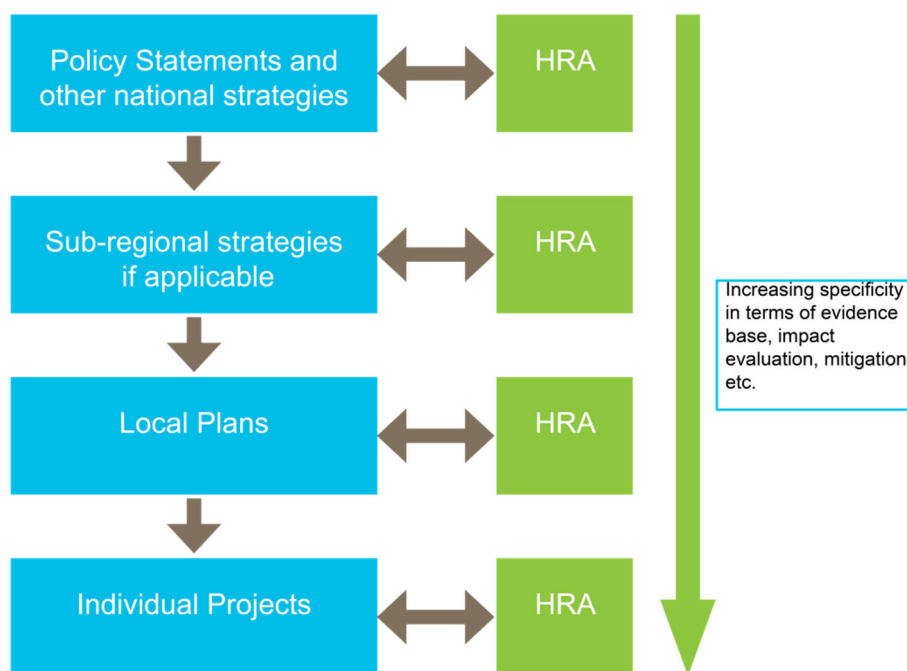 Policy Statements and
other national strategies
HRA
Sub-regional strategies
if applicable
HRA
Increasing specificity
in terms of evidence
base, impact
evaluation, mitigation
etc.
Local Plans
HRA
Individual Projects
HRA